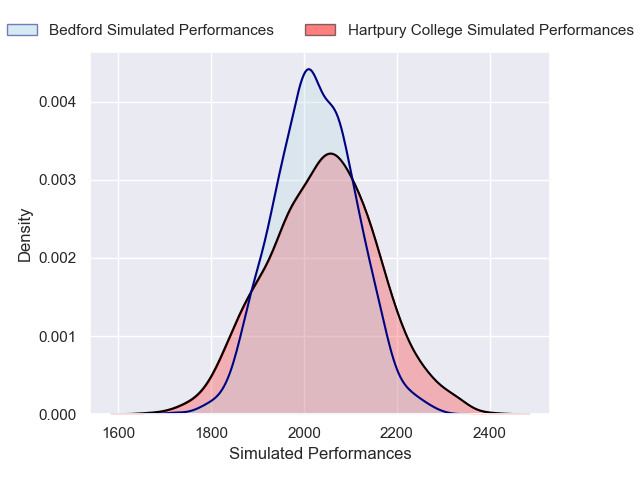 Bedford Simulated Performances
Hartpury College Simulated Performances
0.004
0.003
0.002
0.001
0.000
Density
1600
1800
2000
2200
2400
Simulated Performances